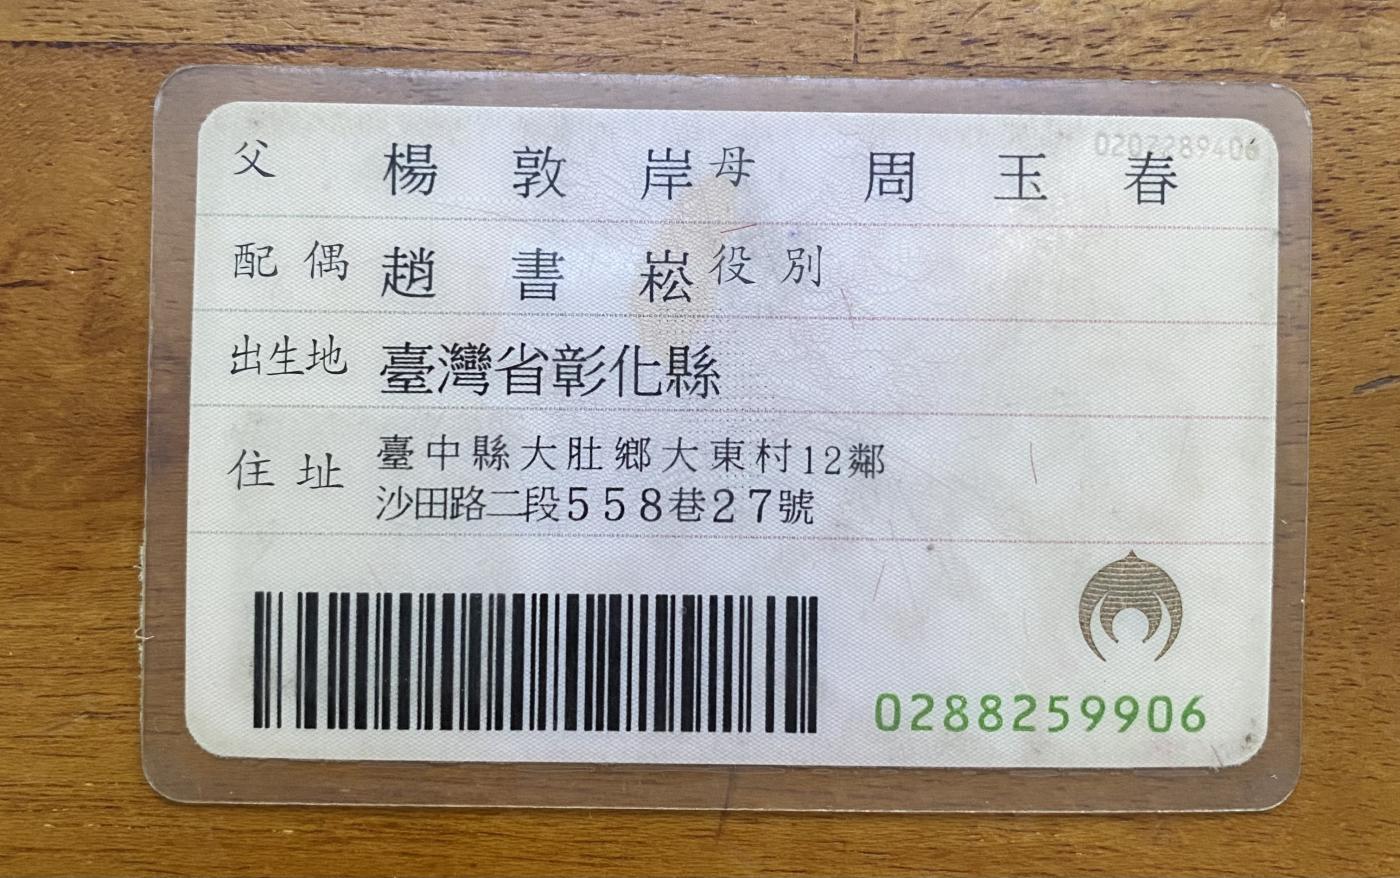 0207289406
父 楊敦岸 母 周玉春
配偶 趙書崧 役別
出生地 臺灣省彰化縣
住址 臺中縣大肚鄉大東村12鄰
沙田路二段558巷27號
0288259906